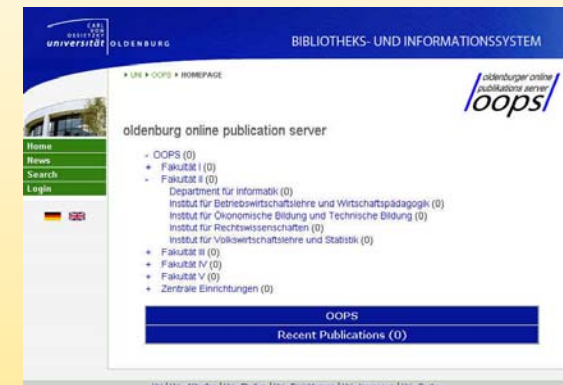 CARL
VON
OSSIETZKY
universität OLDENBURG
BIBLIOTHEKS- UND INFORMATIONSSYSTEM
UNI OOPS HOMEPAGE
oldenburger online
publikations server
oops
oldenburg online publication server
Home
News
Search
Login
- OOPS (0)
+ Fakultät I (0)
- Fakultät II (0)
Department für Informatik (0)
Institut für Betriebswirtschaftslehre und Wirtschaftspädagogik (0)
Institut für Ökonomische Bildung und Technische Bildung (0)
Institut für Rechtswissenschaften (0)
Institut für Volkswirtschaftslehre und Statistik (0)
+ Fakultät III (0)
+ Fakultät IV (0)
+ Fakultät V (0)
+ Zentrale Einrichtungen (0)
OOPS
Recent Publications (0)